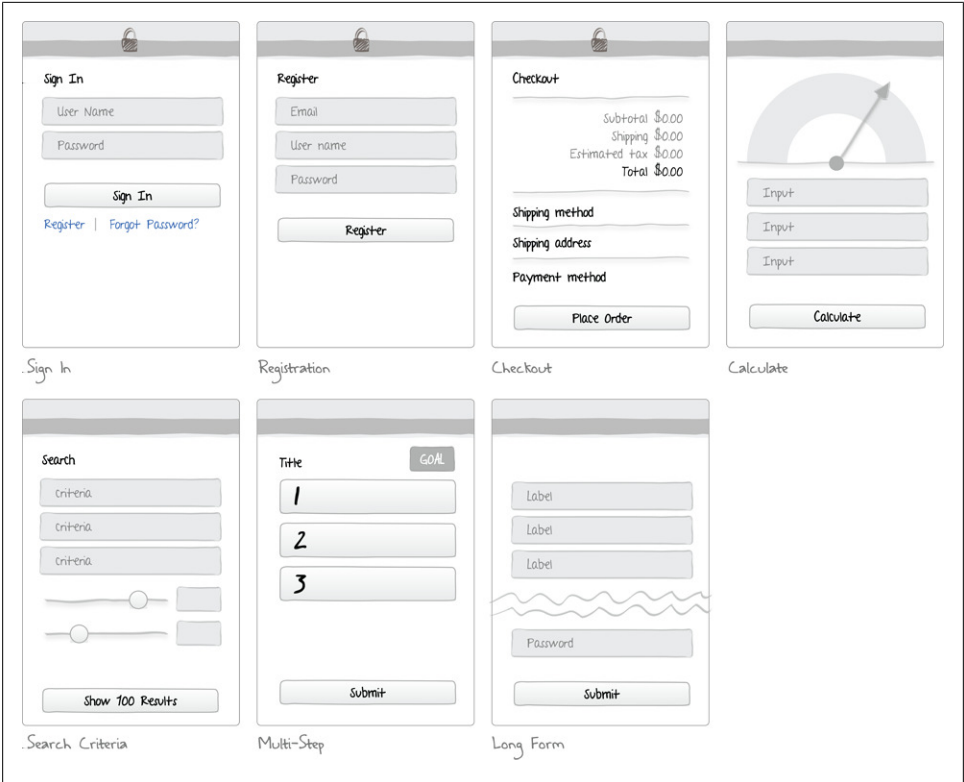 Sign In
User Name
Password
Sign In
Register | Forgot Password?
Sign In
Register
Email
User name
Password
Register
Registration
Checkout
Subtotal $0.00
Shipping $0.00
Estimated tax $0.00
Total $0.00
Shipping method
Shipping address
Payment method
Place Order
Checkout
Input
Input
Input
Calculate
Calculate
Search
criteria
criteria
criteria
Show 100 Results
Search Criteria
Title
GOAL
1
2
3
Submit
Multi-Step
Label
Label
Label
Password
Submit
Long Form